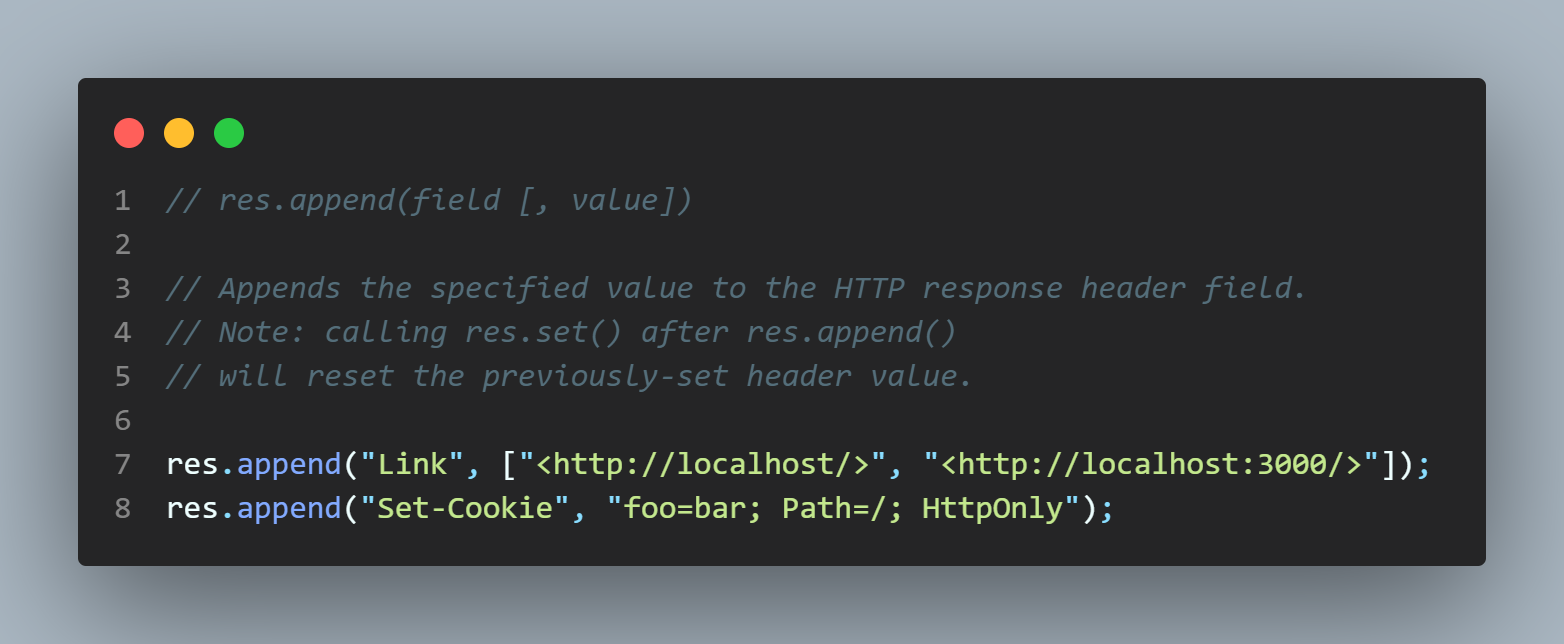 1 // res.append(field [, value])
2
3 // Appends the specified value to the HTTP response header field.
4 // Note: calling res.set() after res.append()
5 // will reset the previously-set header value.
6
7 res.append("Link", ["<http://localhost/>", "<http://localhost:3000/>"]);
8 res.append("Set-Cookie", "foo=bar; Path=/; HttpOnly");